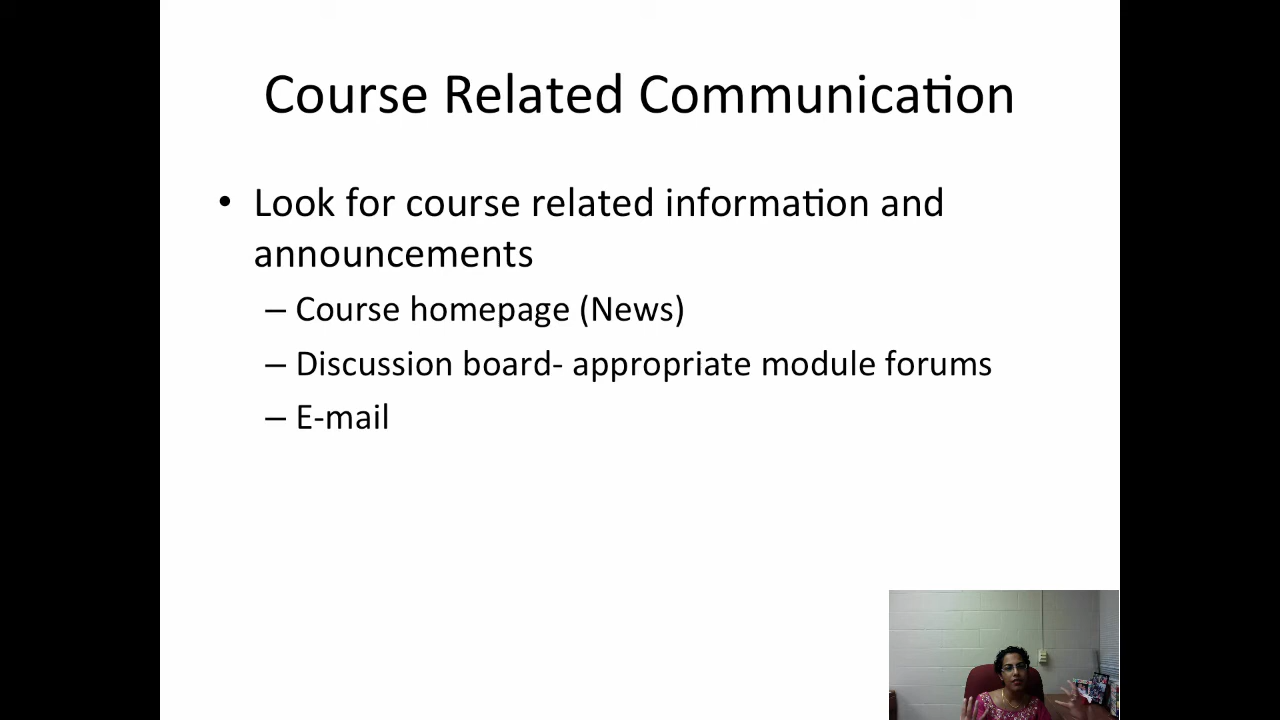 Course Related Communication
• Look for course related information and
announcements
– Course homepage (News)
– Discussion board- appropriate module forums
– E-mail